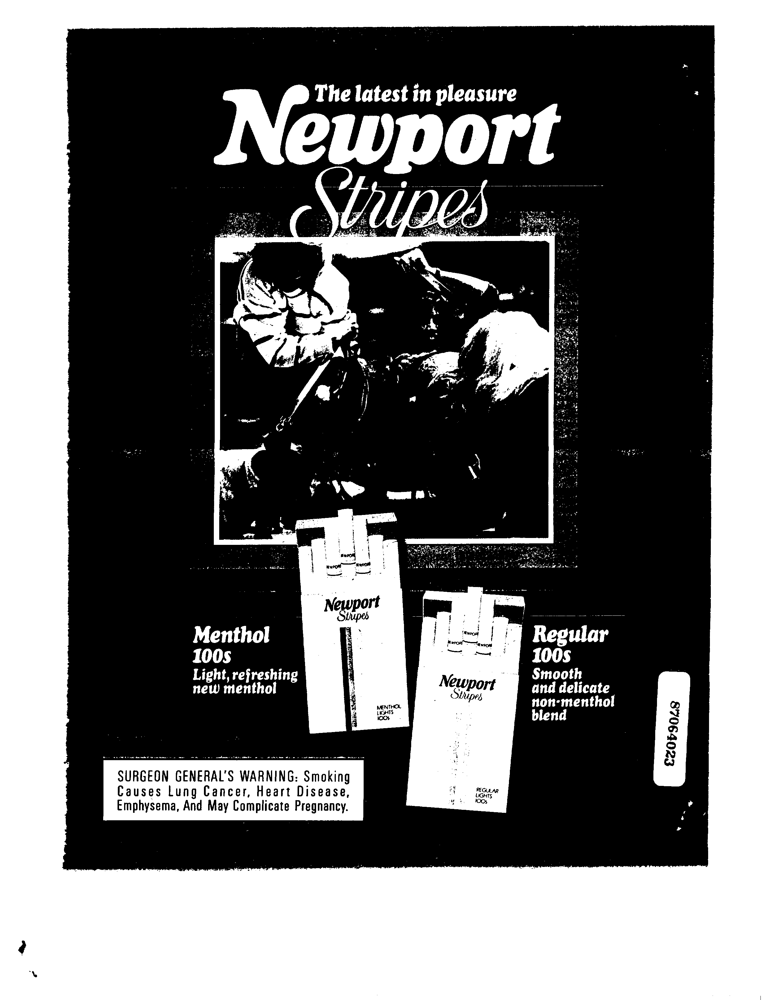 The latest in pleasure
Newport
Stripes
Newport
Stripes
MENTHOL
LIGHTS
100s
Menthol
100s
Light, refreshing
new menthol
Newport
Stripes
REGULAR
LIGHTS
100s
Regular
100s
Smooth
and delicate
non-menthol
blend
87064023
SURGEON GENERAL'S WARNING: Smoking
Causes Lung Cancer, Heart Disease,
Emphysema, And May Complicate Pregnancy.